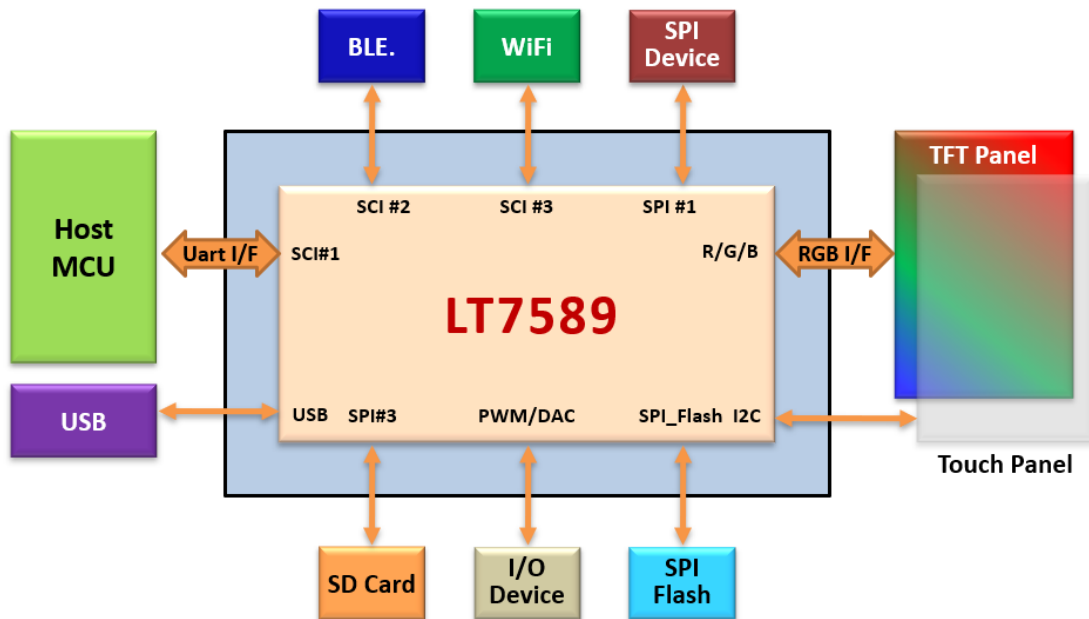 BLE.
WiFi
SPI
Device
Host
MCU
Uart I/F
SCI#1
SCI #2
SCI #3
SPI #1
R/G/B
RGB I/F
TFT Panel
LT7589
USB
USB
SPI#3
PWM/DAC
SPI_Flash
I2C
Touch Panel
SD Card
I/O
Device
SPI
Flash